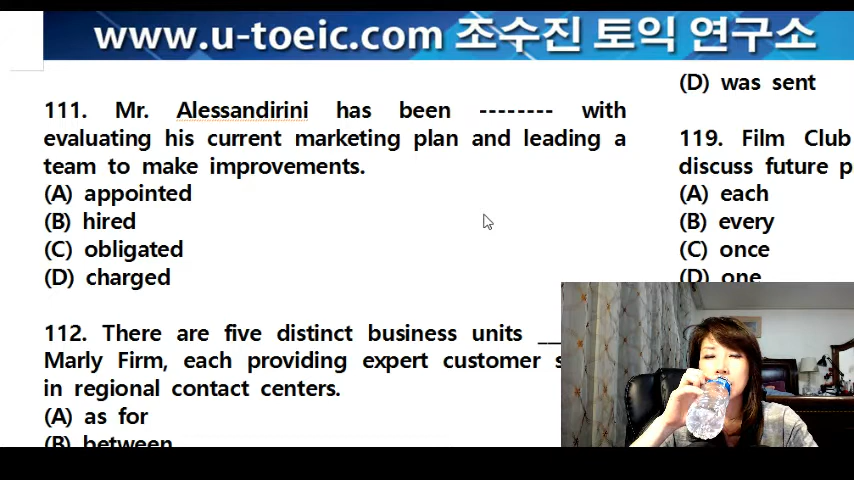 www.u-toeic.com 조수진 토익 연구소
111. Mr. Alessandirini has been -------- with
evaluating his current marketing plan and leading a
team to make improvements.
(A) appointed
(B) hired
(C) obligated
(D) charged
112. There are five distinct business units
Marly Firm, each providing expert customer
in regional contact centers.
(A) as for
(B) between
(D) was sent
119. Film Club
discuss future
(A) each
(B) every
(C) once
(D) one